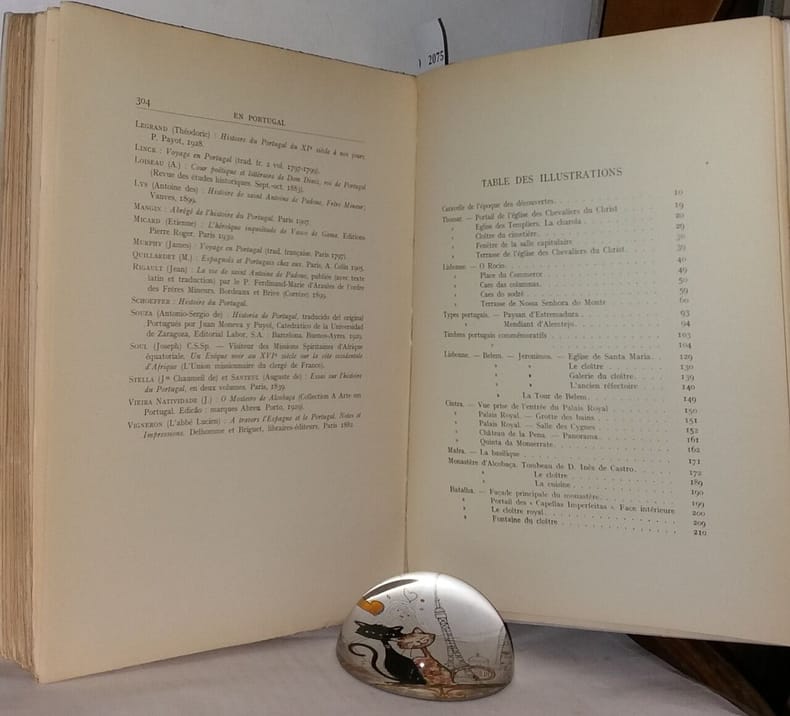 ) 2075
304
EN PORTUGAL
LEGRAND (Théodoric) : Histoire du Portugal du XIe siècle à nos jours
P. Payot, 1928.
LINCK : Voyage en Portugal (trad. fr. 2 vol. 1797-1799).
LOISEAU (A.) : Cour poétique et littéraire de Dom Diniz, roi de Portugal
(Revue des études historiques. Sept.-oct. 1883).
LYS (Antoine des) : Histoire de saint Antoine de Padoue, Frère Mineur;
Vanves, 1899.
MANGIN : Abrégé de l'histoire du Portugal. Paris 1907.
MICARD (Etienne) : L'héroïque inquiétude de Vasco de Gama. Editions
Pierre Roger. Paris 1930.
MURPHY (James) : Voyage en Portugal (trad. française. Paris 1797)
QUILLARDET (M.) : Espagnols et Portugais chez eux. Paris, A. Colin 1905.
RIGAULT (Jean) : La vie de saint Antoine de Padoue, publiée (avec texte
latin et traduction) par le P. Ferdinand-Marie d'Araules de l'ordre
des Frères Mineurs. Bordeaux et Brive (Corrèze) 1899.
SCHOEFFER : Histoire du Portugal.
SOUZA (Antonio-Sergio de) : Historia de Portugal, traducido del original
Portugués por Juan Moneva y Puyol, Catedrático de la Universidad
de Zaragoza, Editorial Labor, S.A. : Barcelona, Buenos-Ayres, 1929.
SOUL (Joseph) C.S.Sp. — Visiteur des Missions Spiritaines d'Afrique
équatoriale. Un Evêque noir au XVIe siècle sur la côte occidentale
d'Afrique (L'Union missionnaire du clergé de France).
STELLA (Jn Chaumeil de) et SANTEUL (Auguste de) : Essai sur l'histoire
du Portugal, en deux volumes. Paris, 1839.
VIEIRA NATIVIDADE (J.) : O Mosteiro de Alcobaça (Collection A Arte em
Portugal. Edicão : marques Abreu. Porto, 1929).
VIGNERON (L'abbé Lucien) : A travers l'Espagne et le Portugal. Notes et
Impressions. Delhomme et Briguet, libraires-éditeurs, Paris 1882
TABLE DES ILLUSTRATIONS
Caravelle de l'époque des découvertes. 10
Thomar. — Portail de l'église des Chevaliers du Christ 19
» Eglise des Templiers. La charola 20
» Cloître du cimetière. 29
» Fenêtre de la salle capitulaire 30
» Terrasse de l'église des Chevaliers du Christ. 39
Lisbonne. — O Rocio. 40
» Place du Commerce 49
» Caes das columnas. 50
» Caes do sodré 59
» Terrasse de Nossa Senhora do Monte 60
Types portugais. — Paysan d'Estremadura 93
» Mendiant d'Alentejo. 94
Timbres portugais commémoratifs 103
» 104
Lisbonne. — Belem. — Jeronimos. — Eglise de Santa Maria. 129
» » Le cloître 130
» » Galerie du cloître. 139
» » L'ancien réfectoire 140
» La Tour de Belem. 149
Cintra. — Vue prise de l'entrée du Palais Royal 150
» Palais Royal. — Grotte des bains. 151
» Palais Royal. — Salle des Cygnes 152
» Château de la Pena. — Panorama 161
» Quinta da Monserrate. 162
Mafra. — La basilique 171
Monastère d'Alcobaça. Tombeau de D. Inès de Castro. 172
» Le cloître 189
» La cuisine 190
Batalha. — Façade principale du monastère. 199
» Portail des « Capellas Imperfeitas ». Face intérieure 200
» Le cloître royal. 209
» Fontaine du cloître 210